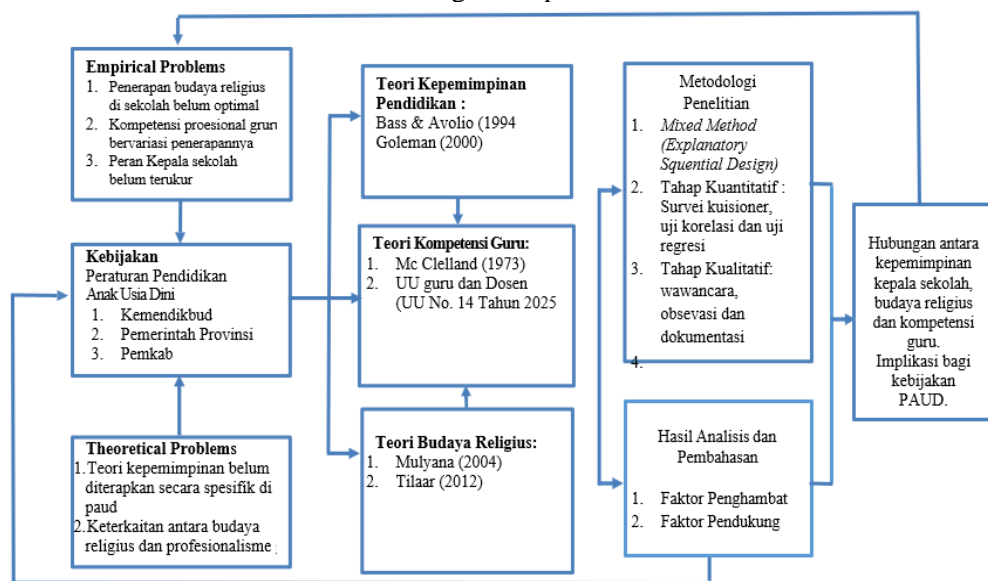 Empirical Problems
1. Penerapan budaya religius
di sekolah belum optimal
2. Kompetensi proesional gruru
bervariasi penerapannya
3. Peran Kepala sekolah
belum terukur
Kebijakan
Peraturan Pendidikan
Anak Usia Dini
1. Kemendikbud
2. Pemerintah Provinsi
3. Pemkab
Theoretical Problems
1.Teori kepemimpinan belum
diterapkan secara spesifik di
paud
2.Keterkaitan antara budaya
religius dan profesionalisme
Teori Kepemimpinan
Pendidikan :
Bass & Avolio (1994
Goleman (2000)
Teori Kompetensi Guru:
1. Mc Clelland (1973)
2. UU guru dan Dosen
(UU No. 14 Tahun 2025
Teori Budaya Religius:
1. Mulyana (2004)
2. Tilaar (2012)
Metodologi
Penelitian
1. Mixed Method
(Explanatory
Squential Design)
2. Tahap Kuantitatif :
Survei kuisioner,
uji korelasi dan uji
regresi
3. Tahap Kualitatif:
wawancara,
obsevasi dan
dokumentasi
4.
Hasil Analisis dan
Pembahasan
1. Faktor Penghambat
2. Faktor Pendukung
Hubungan antara
kepemimpinan
kepala sekolah,
budaya religius
dan kompetensi
guru.
Implikasi bagi
kebijakan
PAUD.